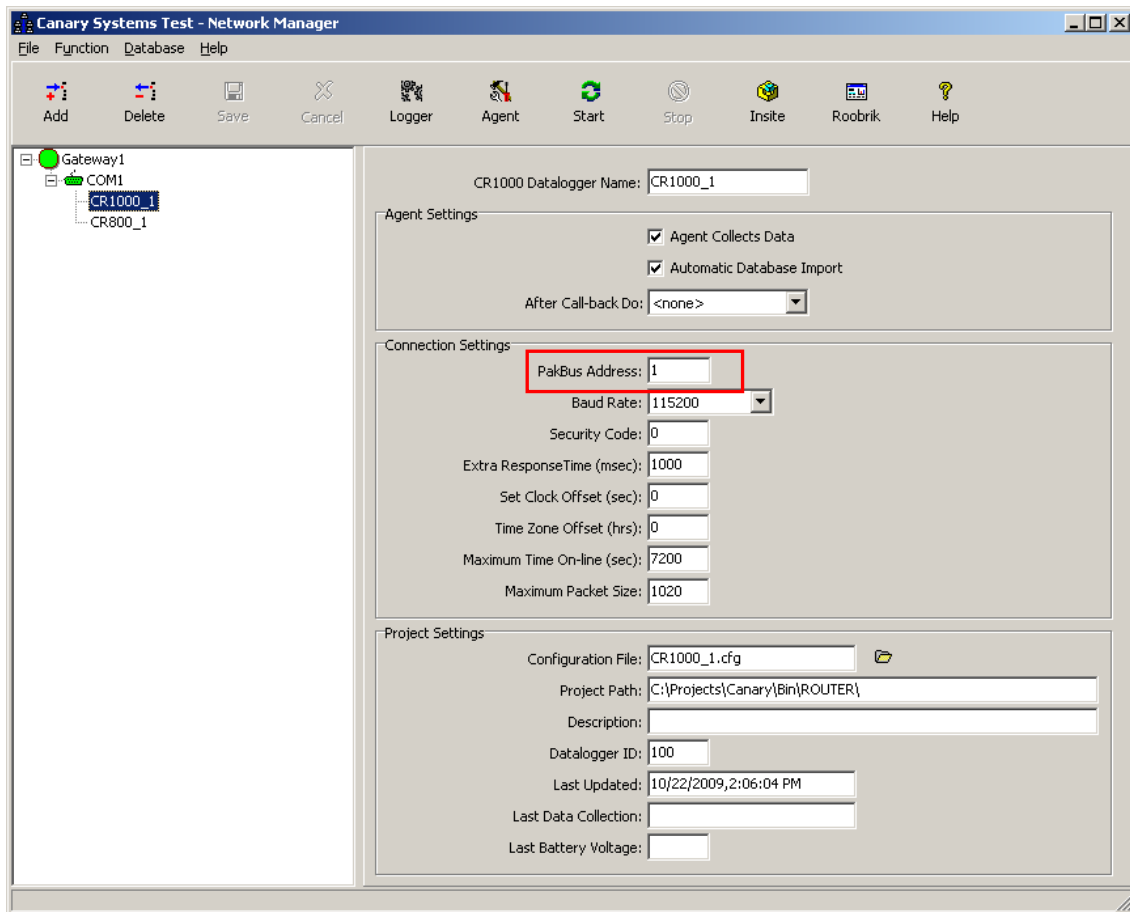 Canary Systems Test - Network Manager
File Function Database Help
Add Delete Save Cancel Logger Agent Start Stop Insite Roobrik Help
Gateway1
COM1
CR1000_1
CR800_1
CR1000 Datalogger Name: CR1000_1
Agent Settings
Agent Collects Data
Automatic Database Import
After Call-back Do: <none>
Connection Settings
PakBus Address: 1
Baud Rate: 115200
Security Code: 0
Extra ResponseTime (msec): 1000
Set Clock Offset (sec): 0
Time Zone Offset (hrs): 0
Maximum Time On-line (sec): 7200
Maximum Packet Size: 1020
Project Settings
Configuration File: CR1000_1.cfg
Project Path: C:\Projects\Canary\Bin\ROUTER\
Description:
Datalogger ID: 100
Last Updated: 10/22/2009,2:06:04 PM
Last Data Collection:
Last Battery Voltage: